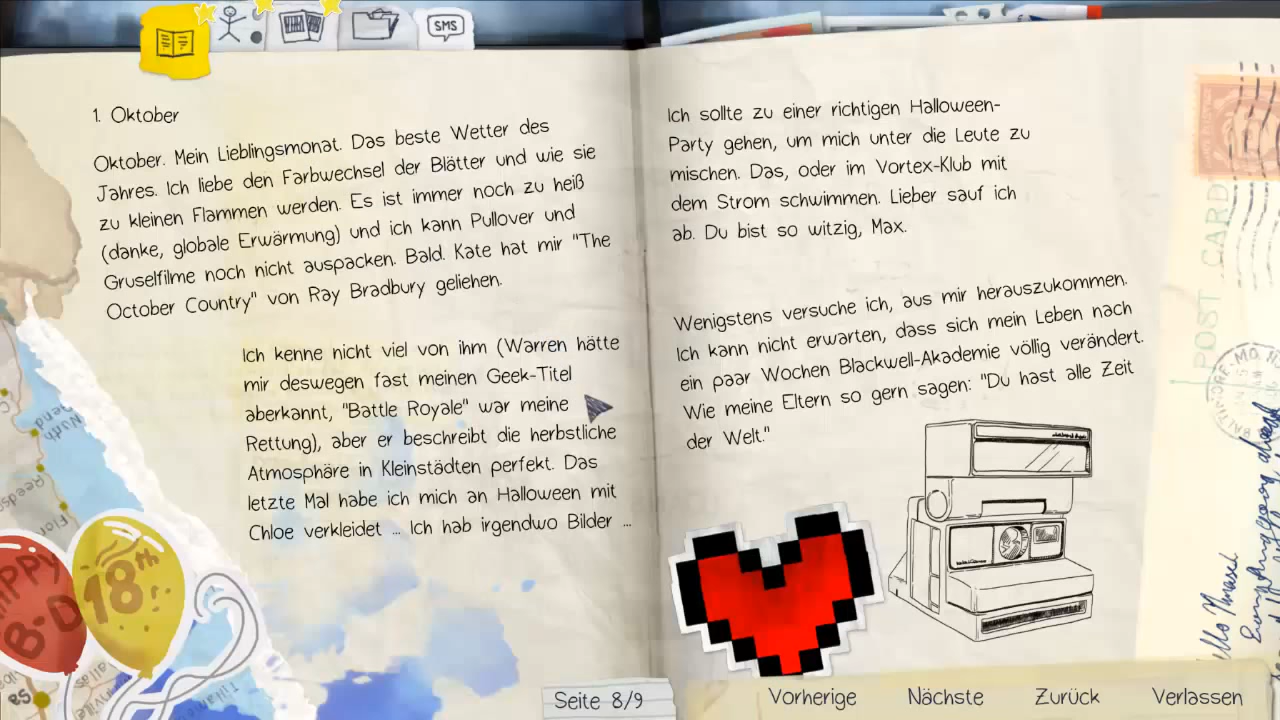 SMS
1. Oktober
Oktober. Mein Lieblingsmonat. Das beste Wetter des
Jahres. Ich liebe den Farbwechsel der Blätter und wie sie
zu kleinen Flammen werden. Es ist immer noch zu heiß
(danke, globale Erwärmung) und ich kann Pullover und
Gruselfilme noch nicht auspacken. Bald. Kate hat mir "The
October Country" von Ray Bradbury geliehen.
Ich kenne nicht viel von ihm (Warren hätte
mir deswegen fast meinen Geek-Titel
aberkannt, "Battle Royale" war meine
Rettung), aber er beschreibt die herbstliche
Atmosphäre in Kleinstädten perfekt. Das
letzte Mal habe ich mich an Halloween mit
Chloe verkleidet ... Ich hab irgendwo Bilder ...
18th
B-D
Ich sollte zu einer richtigen Halloween-
Party gehen, um mich unter die Leute zu
mischen. Das, oder im Vortex-Klub mit
dem Strom schwimmen. Lieber sauf ich
ab. Du bist so witzig, Max.
Wenigstens versuche ich, aus mir herauszukommen.
Ich kann nicht erwarten, dass sich mein Leben nach
ein paar Wochen Blackwell-Akademie völlig verändert.
Wie meine Eltern so gern sagen: "Du hast alle Zeit
der Welt."
POST CARD
Seite 8/9
Vorherige
Nächste
Zurück
Verlassen